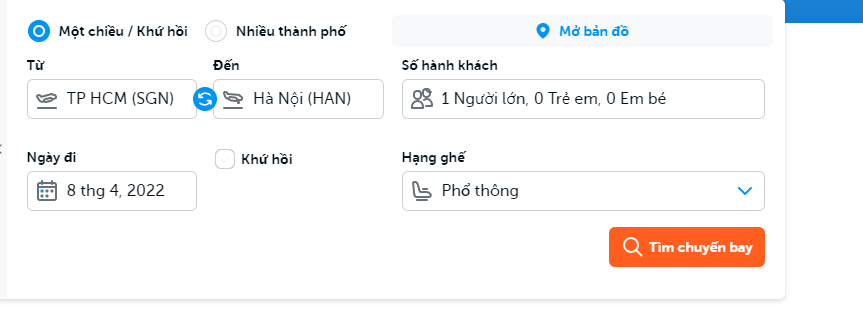 Một chiều / Khứ hồi
Nhiều thành phố
Mở bản đồ
Từ
Đến
Số hành khách
TP HCM (SGN)
Hà Nội (HAN)
1 Người lớn, 0 Trẻ em, 0 Em bé
Ngày đi
Khứ hồi
Hạng ghế
8 thg 4, 2022
Phổ thông
Tìm chuyến bay